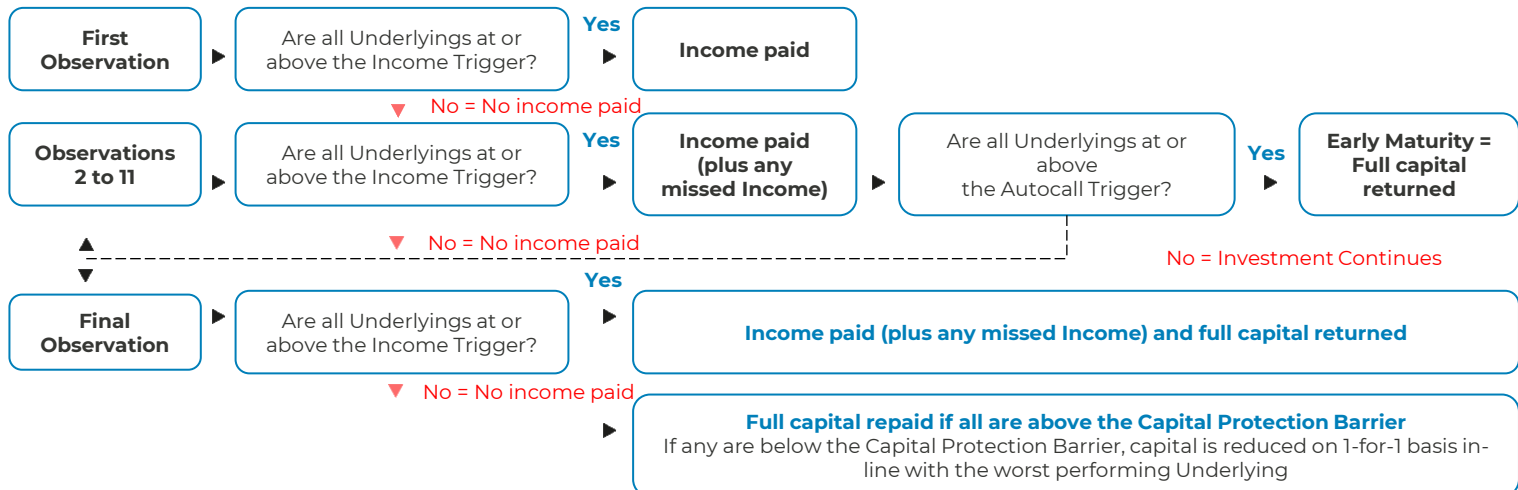 First
Observation
Are all Underlyings at or
above the Income Trigger?
Yes
Income paid
No = No income paid
Observations
2 to 11
Are all Underlyings at or
above the Income Trigger?
Yes
Income paid
(plus any
missed Income)
Are all Underlyings at or
above
the Autocall Trigger?
Yes
Early Maturity =
Full capital
returned
No = No income paid
No = Investment Continues
Final
Observation
Are all Underlyings at or
above the Income Trigger?
Yes
Income paid (plus any missed Income) and full capital returned
No = No income paid
Full capital repaid if all are above the Capital Protection Barrier
If any are below the Capital Protection Barrier, capital is reduced on 1-for-1 basis in-
line with the worst performing Underlying